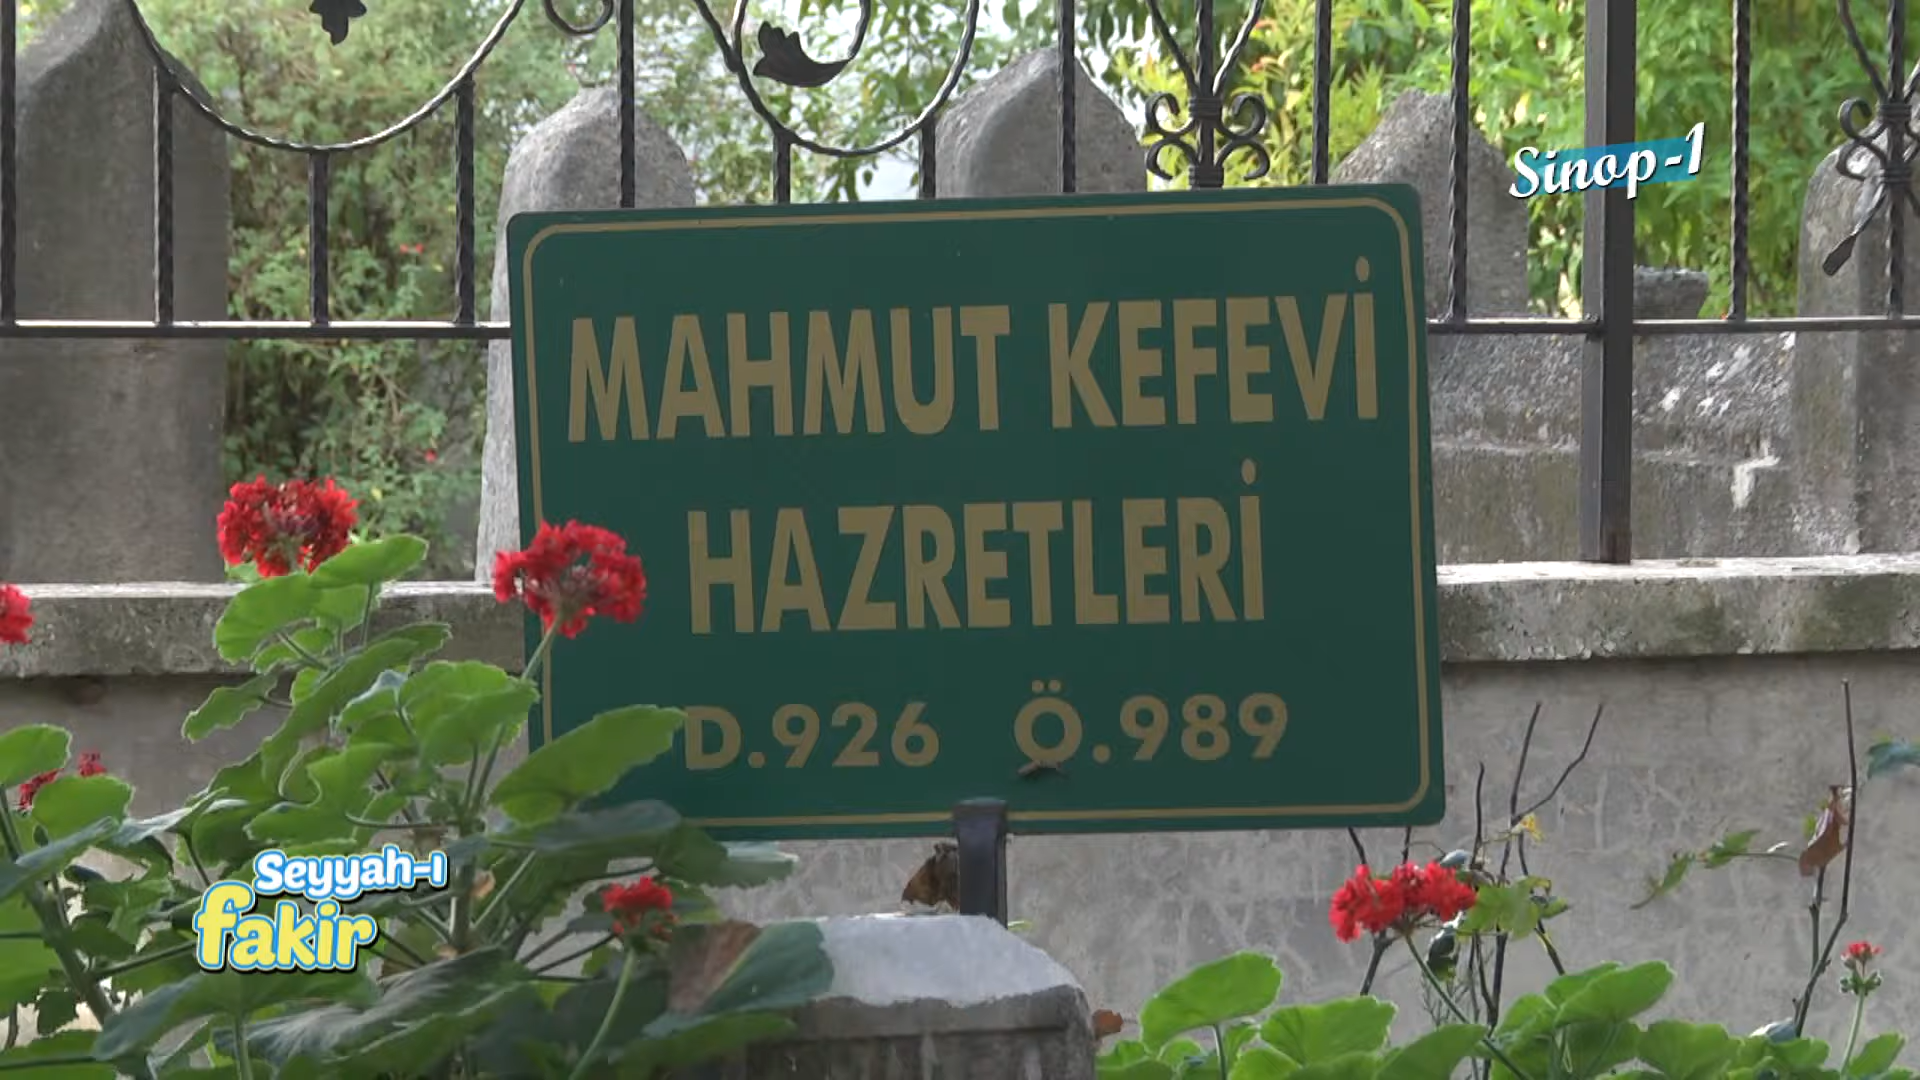 Sinop-1
MAHMUT KEFEVİ
HAZRETLERİ
D.926 Ö.989
Seyyah-ı
fakir